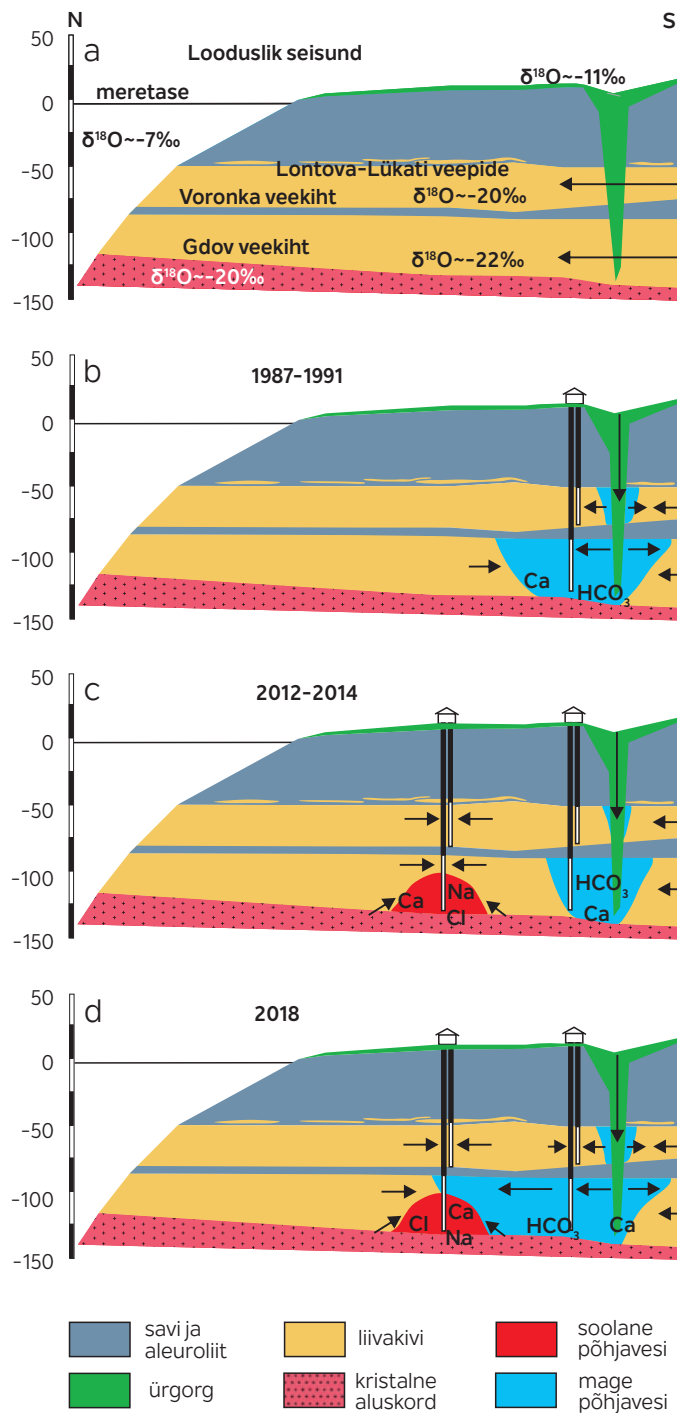 N
S
50
0
-50
-100
-150
a
Looduslik seisund
δ¹⁸O~-11‰
meretase
δ¹⁸O~-7‰
Lontova-Lükati veepide
Voronka veekiht
δ¹⁸O~-20‰
Gdov veekiht
δ¹⁸O~-22‰
δ¹⁸O~-20‰
50
0
-50
-100
-150
b
1987-1991
Ca
HCO₃
50
0
-50
-100
-150
c
2012-2014
HCO₃
Ca
Na
Cl
Ca
50
0
-50
-100
-150
d
2018
Cl
Ca
Na
HCO₃
Ca
savi ja
aleuroliit
liivakivi
soolane
põhjavesi
ürgorg
kristalne
aluskord
mage
põhjavesi